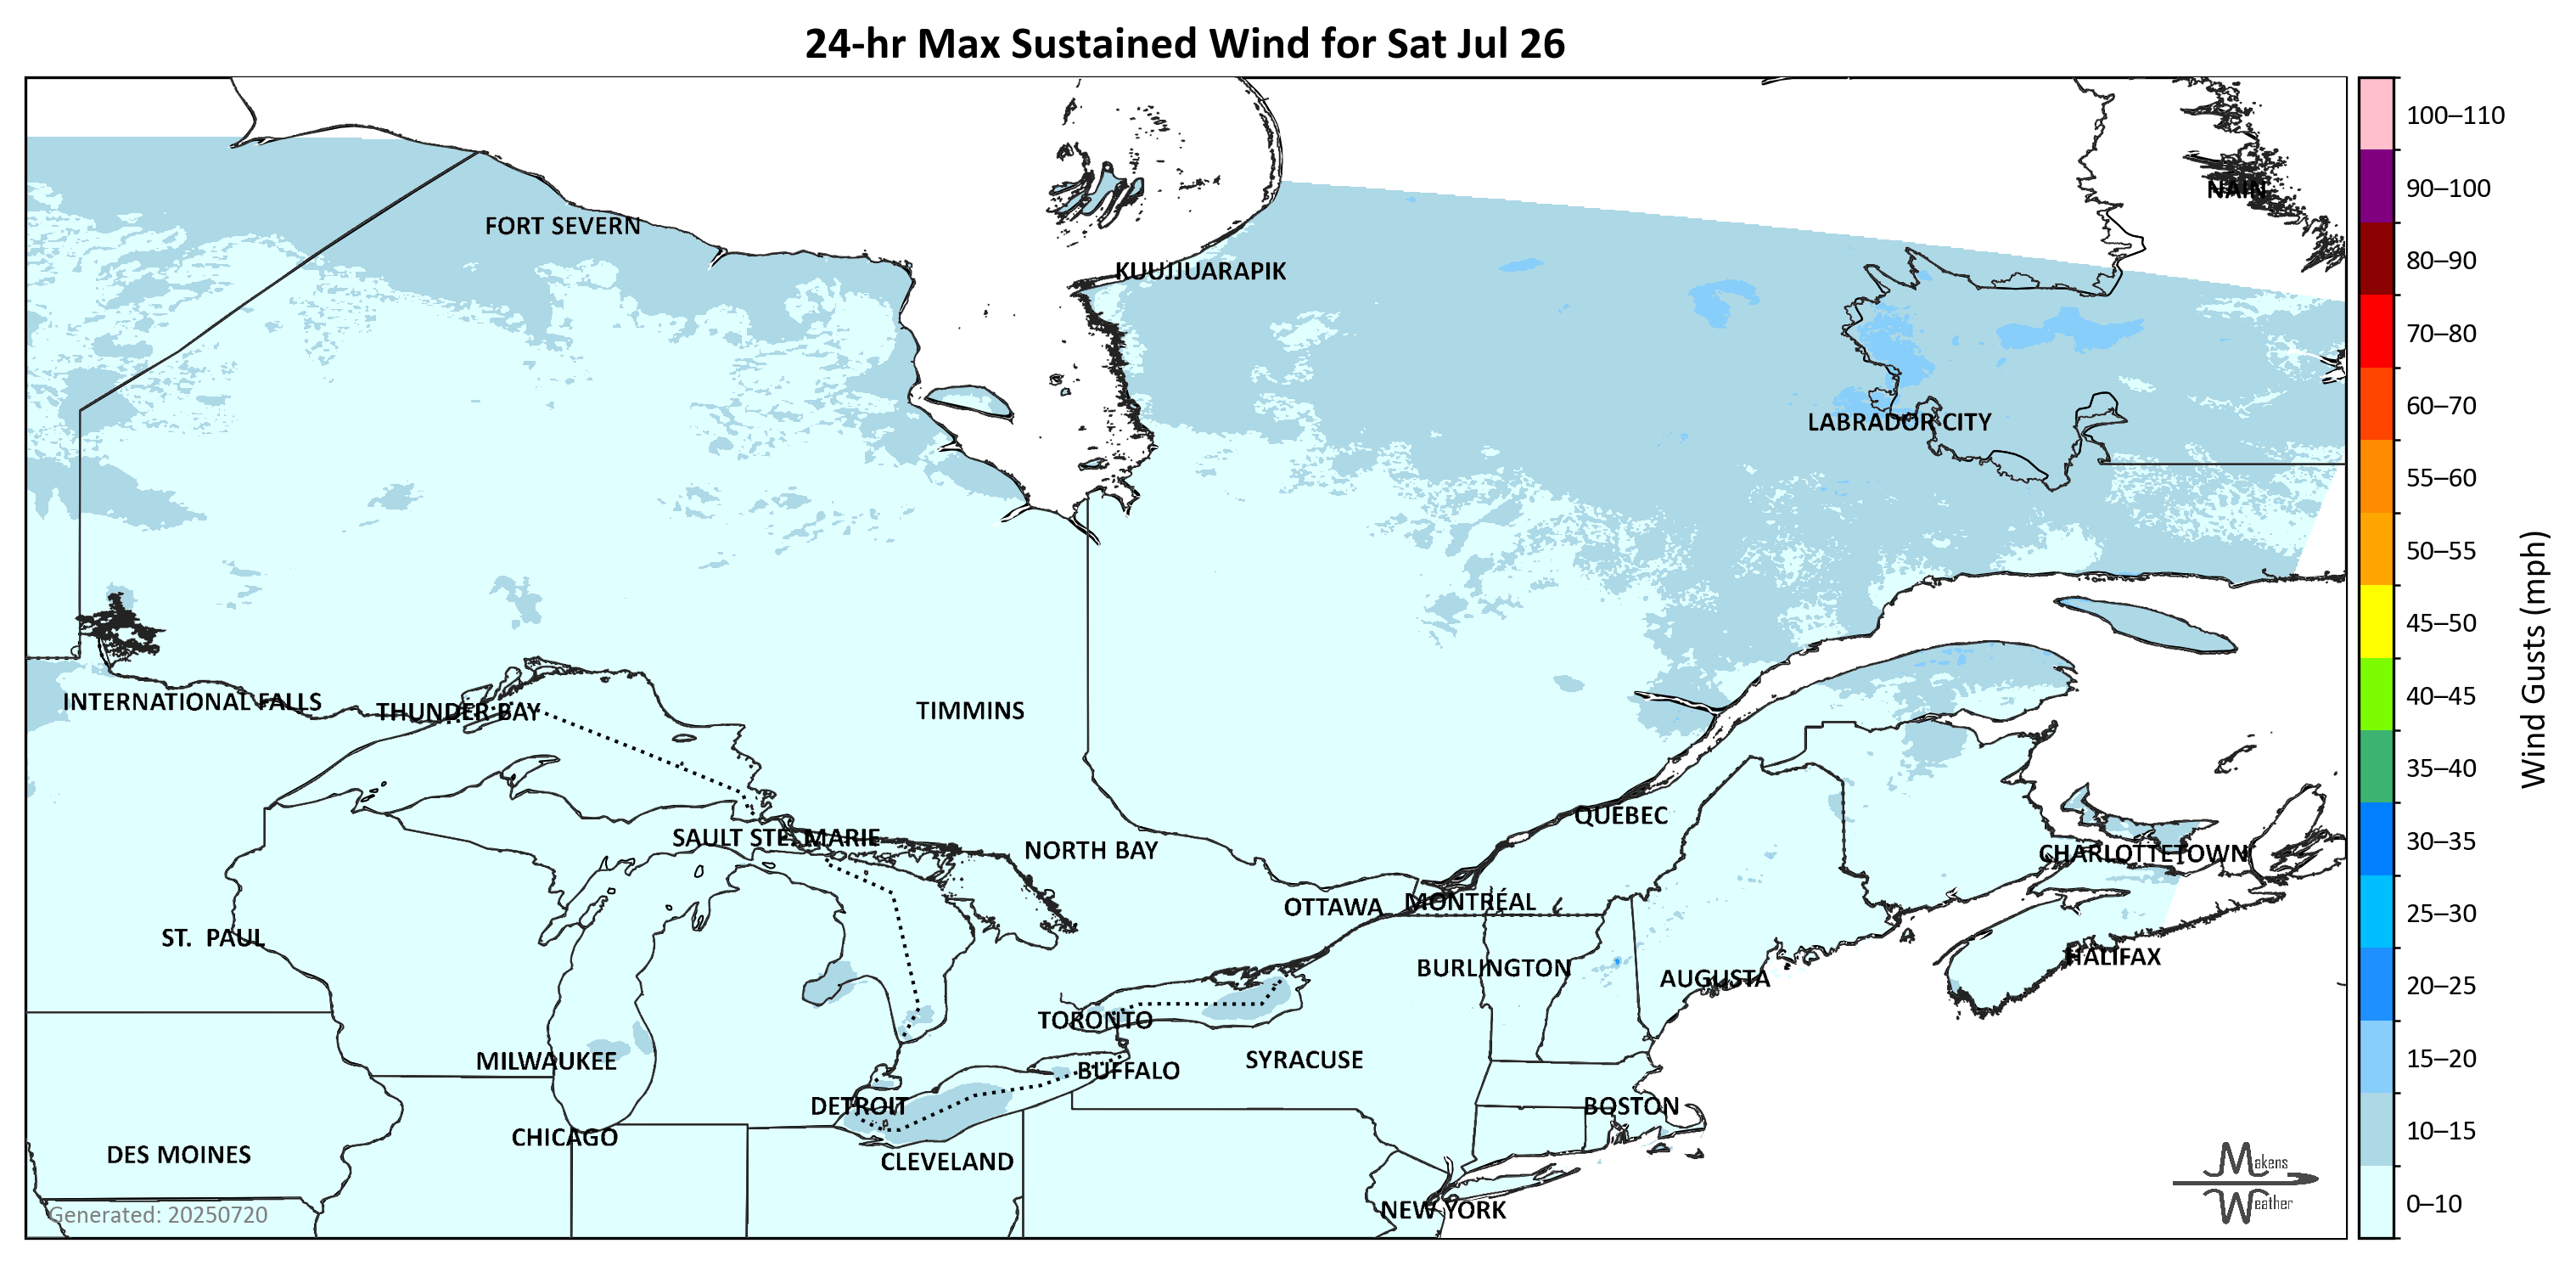 24-hr Max Sustained Wind for Sat Jul 26
100–110
90–100
80–90
70–80
60–70
55–60
50–55
45–50
40–45
35–40
30–35
25–30
20–25
15–20
10–15
0–10
Wind Gusts (mph)
NAIN
FORT SEVERN
KUUJJUARAPIK
LABRADOR CITY
INTERNATIONAL FALLS
THUNDER BAY
TIMMINS
QUÉBEC
SAULT STE. MARIE
NORTH BAY
CHARLOTTETOWN
OTTAWA
MONTRÉAL
ST. PAUL
BURLINGTON
AUGUSTA
HALIFAX
TORONTO
MILWAUKEE
SYRACUSE
BUFFALO
DETROIT
BOSTON
CHICAGO
DES MOINES
CLEVELAND
NEW YORK
Makens
Weather
Generated: 20250720